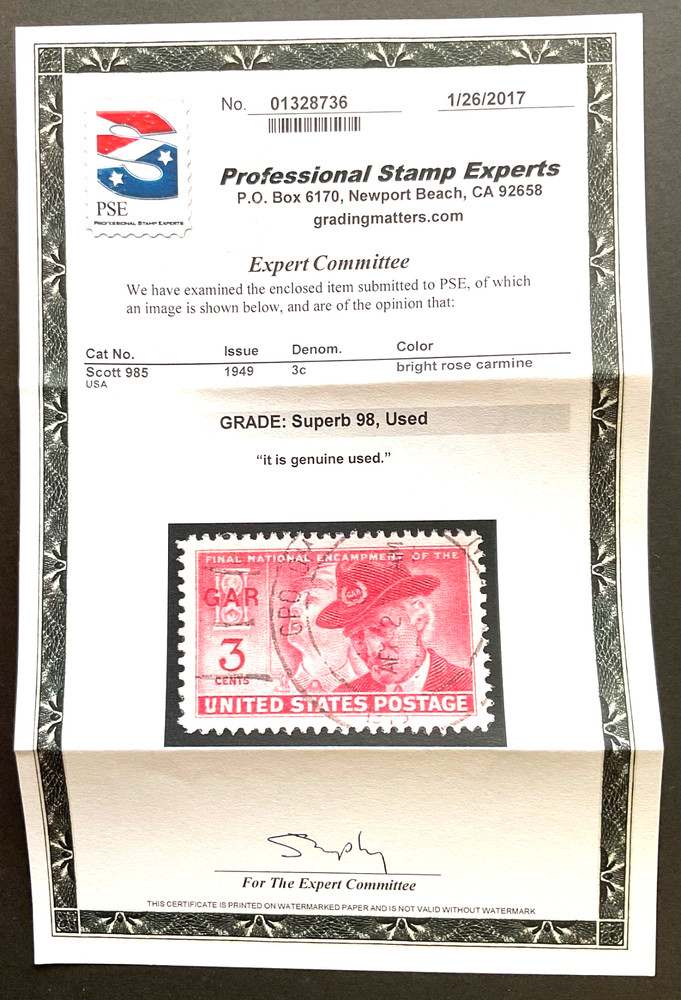 No. 01328736 1/26/2017
PSE
PROFESSIONAL STAMP EXPERTS
Professional Stamp Experts
P.O. Box 6170, Newport Beach, CA 92658
gradingmatters.com
Expert Committee
We have examined the enclosed item submitted to PSE, of which
an image is shown below, and are of the opinion that:
Cat No. Issue Denom. Color
Scott 985 1949 3c bright rose carmine
USA
GRADE: Superb 98, Used
“it is genuine used.”
FINAL NATIONAL ENCAMPMENT OF THE
GAR
GAR
3
CENTS
UNITED STATES POSTAGE
GPO
2
For The Expert Committee
THIS CERTIFICATE IS PRINTED ON WATERMARKED PAPER AND IS NOT VALID WITHOUT WATERMARK